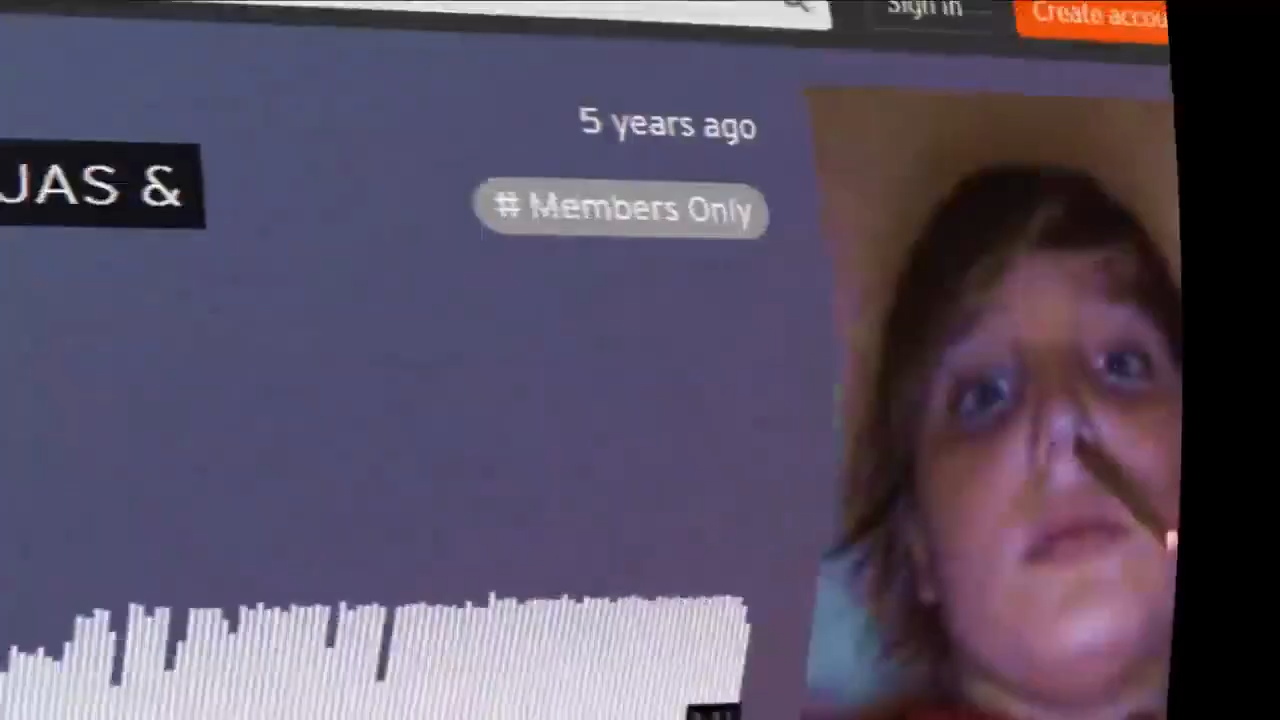 Sign in
Create accou
5 years ago
JAS &
# Members Only